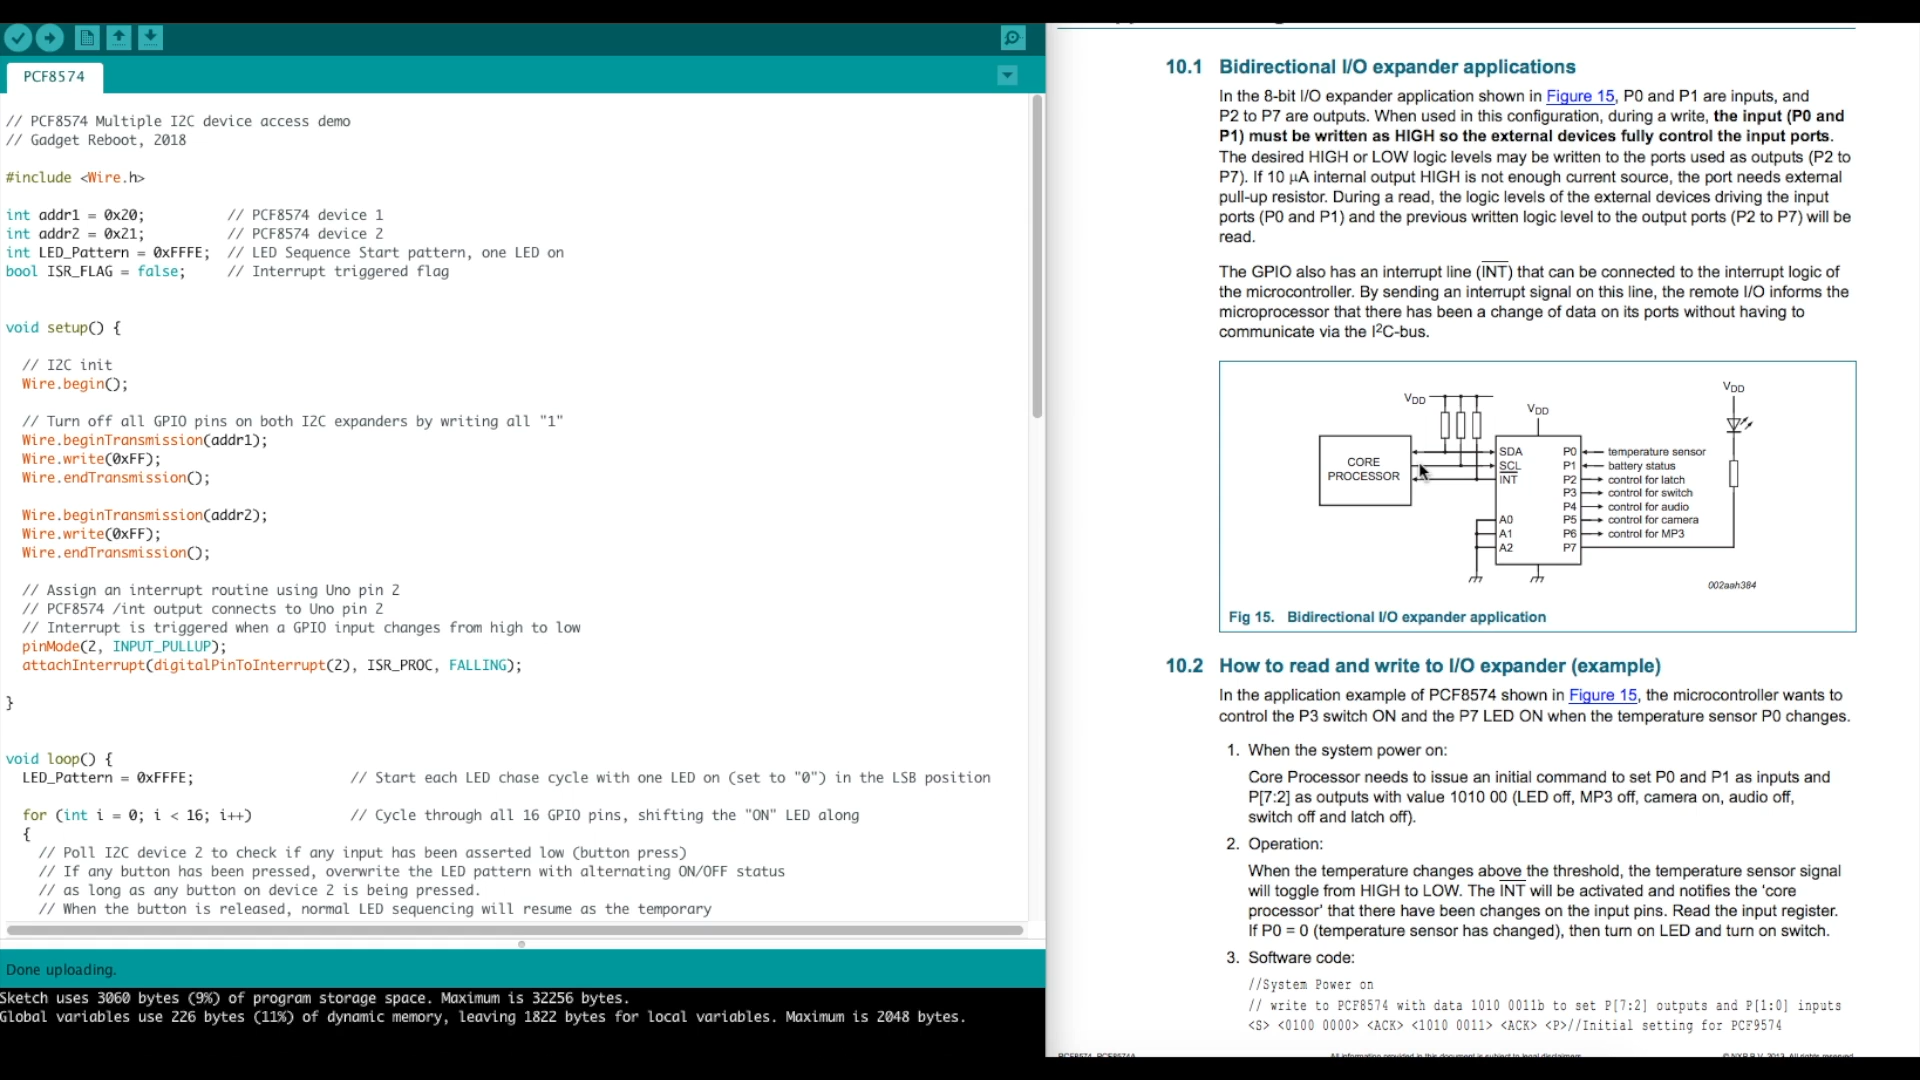 PCF8574
// PCF8574 Multiple I2C device access demo
// Gadget Reboot, 2018
#include <Wire.h>
int addr1 = 0x20;          // PCF8574 device 1
int addr2 = 0x21;          // PCF8574 device 2
int LED_Pattern = 0xFFFE;  // LED Sequence Start pattern, one LED on
bool ISR_FLAG = false;     // Interrupt triggered flag
void setup() {
// I2C init
Wire.begin();
// Turn off all GPIO pins on both I2C expanders by writing all "1"
Wire.beginTransmission(addr1);
Wire.write(0xFF);
Wire.endTransmission();
Wire.beginTransmission(addr2);
Wire.write(0xFF);
Wire.endTransmission();
// Assign an interrupt routine using Uno pin 2
// PCF8574 /int output connects to Uno pin 2
// Interrupt is triggered when a GPIO input changes from high to low
pinMode(2, INPUT_PULLUP);
attachInterrupt(digitalPinToInterrupt(2), ISR_PROC, FALLING);
}
void loop() {
LED_Pattern = 0xFFFE;                   // Start each LED chase cycle with one LED on (set to "0") in the LSB position
for (int i = 0; i < 16; i++)            // Cycle through all 16 GPIO pins, shifting the "ON" LED along
{
// Poll I2C device 2 to check if any input has been asserted low (button press)
// If any button has been pressed, overwrite the LED pattern with alternating ON/OFF status
// as long as any button on device 2 is being pressed.
// When the button is released, normal LED sequencing will resume as the temporary
Done uploading.
Sketch uses 3060 bytes (9%) of program storage space. Maximum is 32256 bytes.
Global variables use 226 bytes (11%) of dynamic memory, leaving 1822 bytes for local variables. Maximum is 2048 bytes.
10.1 Bidirectional I/O expander applications
In the 8-bit I/O expander application shown in Figure 15, P0 and P1 are inputs, and
P2 to P7 are outputs. When used in this configuration, during a write, the input (P0 and
P1) must be written as HIGH so the external devices fully control the input ports.
The desired HIGH or LOW logic levels may be written to the ports used as outputs (P2 to
P7). If 10 μA internal output HIGH is not enough current source, the port needs external
pull-up resistor. During a read, the logic levels of the external devices driving the input
ports (P0 and P1) and the previous written logic level to the output ports (P2 to P7) will be
read.
The GPIO also has an interrupt line (INT) that can be connected to the interrupt logic of
the microcontroller. By sending an interrupt signal on this line, the remote I/O informs the
microprocessor that there has been a change of data on its ports without having to
communicate via the I²C-bus.
VDD
VDD
VDD
CORE
PROCESSOR
SDA
SCL
INT
A0
A1
A2
P0 temperature sensor
P1 battery status
P2 control for latch
P3 control for switch
P4 control for audio
P5 control for camera
P6 control for MP3
P7
002aah384
Fig 15. Bidirectional I/O expander application
10.2 How to read and write to I/O expander (example)
In the application example of PCF8574 shown in Figure 15, the microcontroller wants to
control the P3 switch ON and the P7 LED ON when the temperature sensor P0 changes.
1. When the system power on:
Core Processor needs to issue an initial command to set P0 and P1 as inputs and
P[7:2] as outputs with value 1010 00 (LED off, MP3 off, camera on, audio off,
switch off and latch off).
2. Operation:
When the temperature changes above the threshold, the temperature sensor signal
will toggle from HIGH to LOW. The INT will be activated and notifies the 'core
processor' that there have been changes on the input pins. Read the input register.
If P0 = 0 (temperature sensor has changed), then turn on LED and turn on switch.
3. Software code:
//System Power on
// write to PCF8574 with data 1010 0011b to set P[7:2] outputs and P[1:0] inputs
<S> <0100 0000> <ACK> <1010 0011> <ACK> <P>//Initial setting for PCF9574